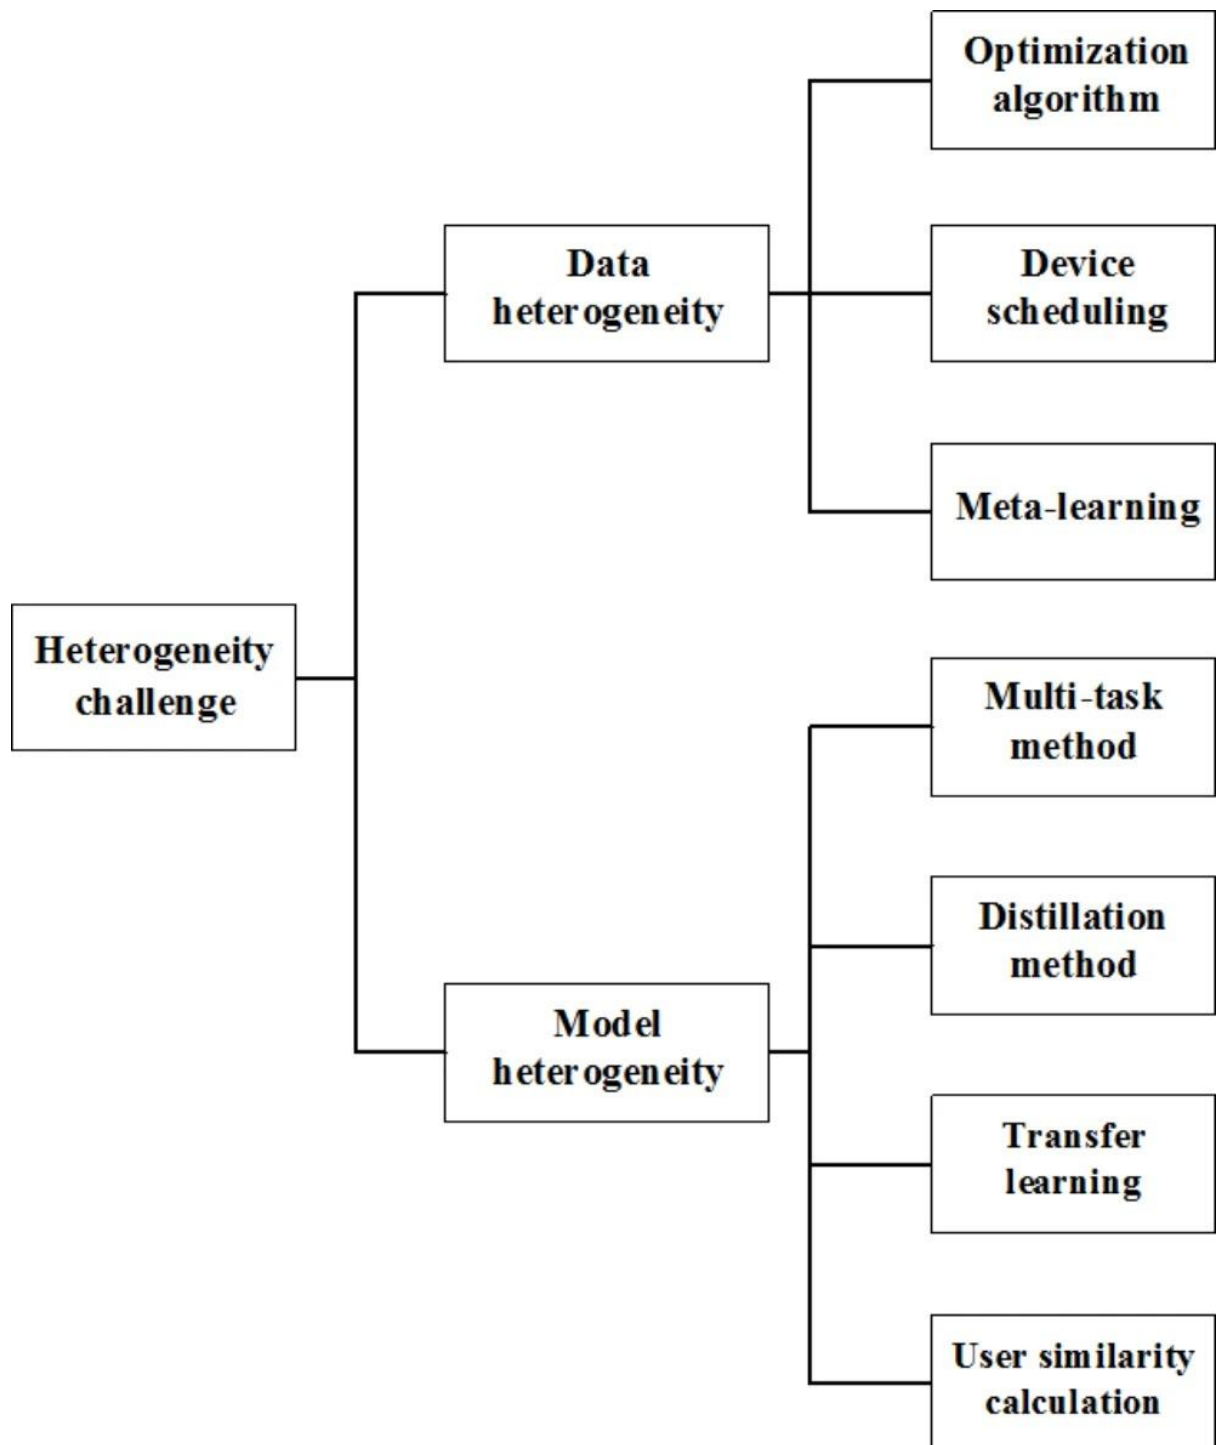 Optimization
algorithm
Data
heterogeneity
Device
scheduling
Meta-learning
Heterogeneity
challenge
Multi-task
method
Distillation
method
Model
heterogeneity
Transfer
learning
User similarity
calculation